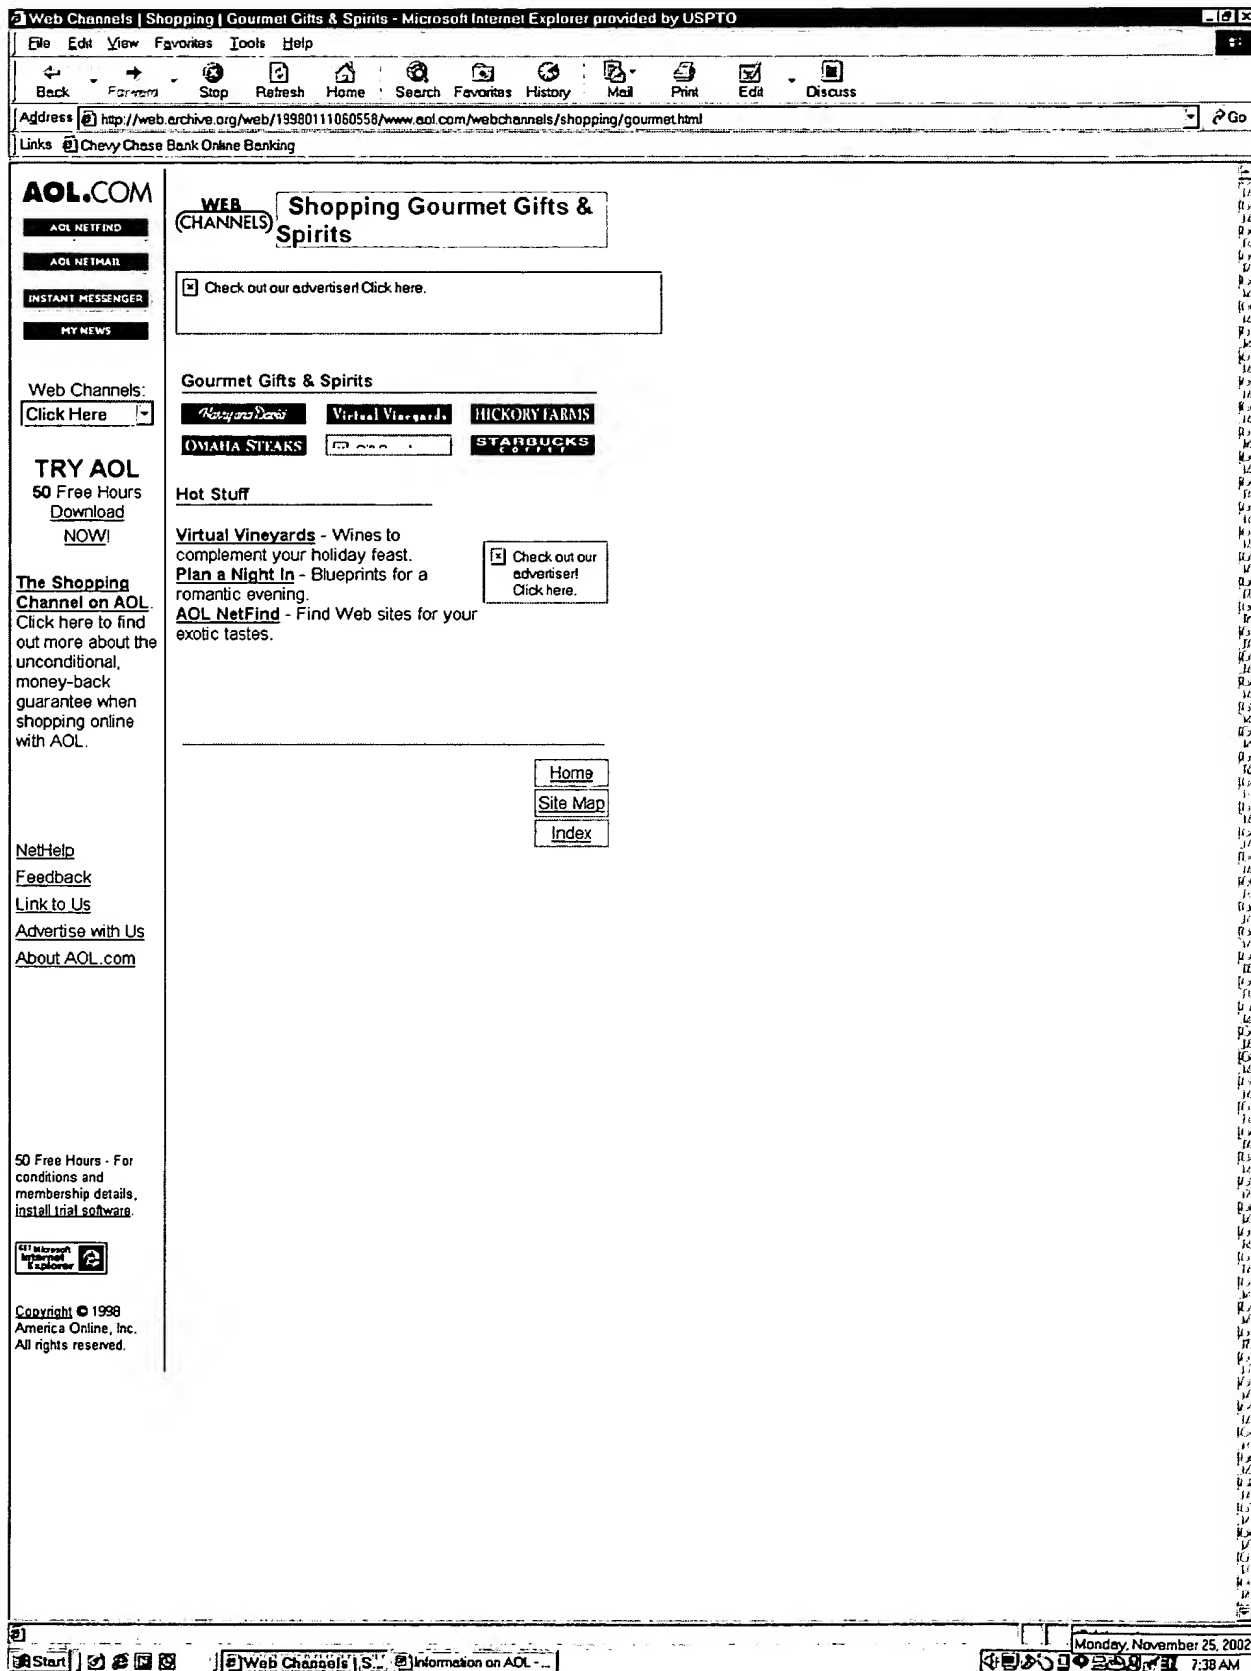 Web Channels | Shopping | Gourmet Gifts & Spirits - Microsoft Internet Explorer provided by USPTO
File Edit View Favorites Tools Help
Back Forward Stop Refresh Home Search Favorites History Mail Print Edit Discuss
Address http://web.archive.org/web/19980111060558/www.aol.com/webchannels/shopping/gourmet.html Go
Links Chevy Chase Bank Online Banking
AOL.COM
AOL NETFIND
AOL NETMAIL
INSTANT MESSENGER
MY NEWS
Web Channels:
Click Here
TRY AOL
50 Free Hours
Download
NOW!
The Shopping
Channel on AOL.
Click here to find
out more about the
unconditional,
money-back
guarantee when
shopping online
with AOL.
NetHelp
Feedback
Link to Us
Advertise with Us
About AOL.com
50 Free Hours - For
conditions and
membership details,
install trial software.
GET Microsoft
Internet
Explorer
Copyright © 1998
America Online, Inc.
All rights reserved.
WEB
CHANNELS
Shopping Gourmet Gifts &
Spirits
Check out our advertiser! Click here.
Gourmet Gifts & Spirits
Harry and David Virtual Vineyards HICKORY FARMS
OMAHA STEAKS STARBUCKS
COFFEE
Hot Stuff
Virtual Vineyards - Wines to
complement your holiday feast.
Plan a Night In - Blueprints for a
romantic evening.
AOL NetFind - Find Web sites for your
exotic tastes.
Check out our
advertiser!
Click here.
Home
Site Map
Index
Monday, November 25, 2002
Start Web Channels | S... Information on AOL -... 7:38 AM